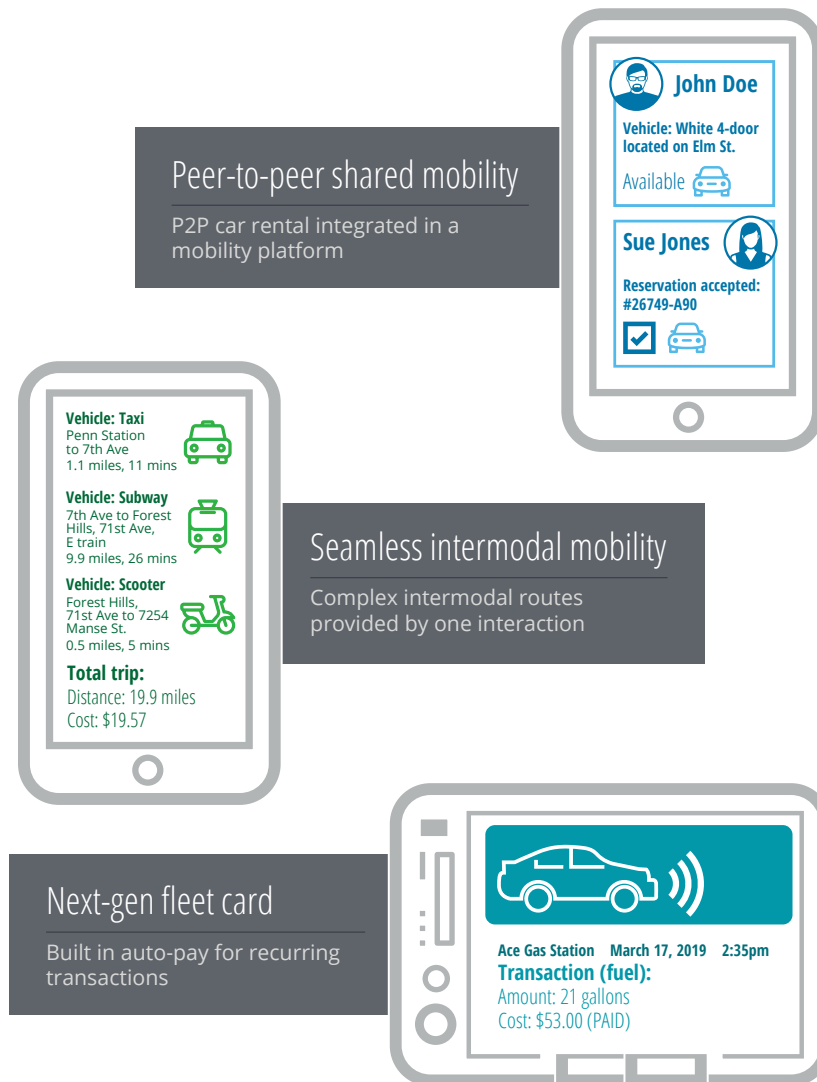 John Doe
Vehicle: White 4-door
located on Elm St.
Available
Sue Jones
Reservation accepted:
#26749-A90
Peer-to-peer shared mobility
P2P car rental integrated in a
mobility platform
Vehicle: Taxi
Penn Station
to 7th Ave
1.1 miles, 11 mins
Vehicle: Subway
7th Ave to Forest
Hills, 71st Ave,
E train
9.9 miles, 26 mins
Vehicle: Scooter
Forest Hills,
71st Ave to 7254
Manse St.
0.5 miles, 5 mins
Total trip:
Distance: 19.9 miles
Cost: $19.57
Seamless intermodal mobility
Complex intermodal routes
provided by one interaction
Next-gen fleet card
Built in auto-pay for recurring
transactions
Ace Gas Station March 17, 2019 2:35pm
Transaction (fuel):
Amount: 21 gallons
Cost: $53.00 (PAID)